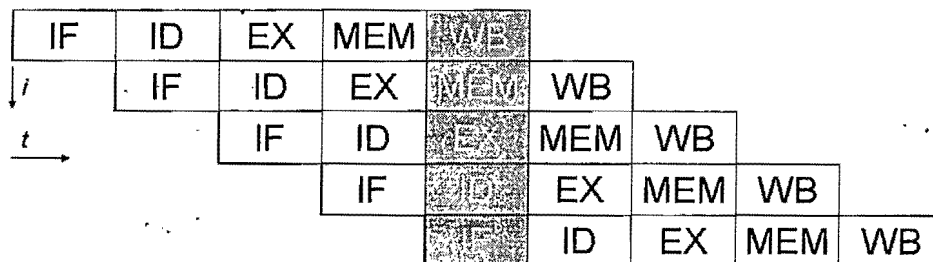 IF ID EX MEM WB
i IF ID EX MEM WB
t IF ID EX MEM WB
IF ID EX MEM WB
IF ID EX MEM WB